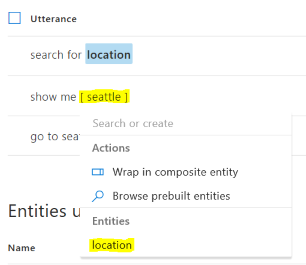 Utterance
search for location
show me [ seattle ]
Search or create
Actions
go to sea
Wrap in composite entity
Browse prebuilt entities
Entities u
Entities
Name
location